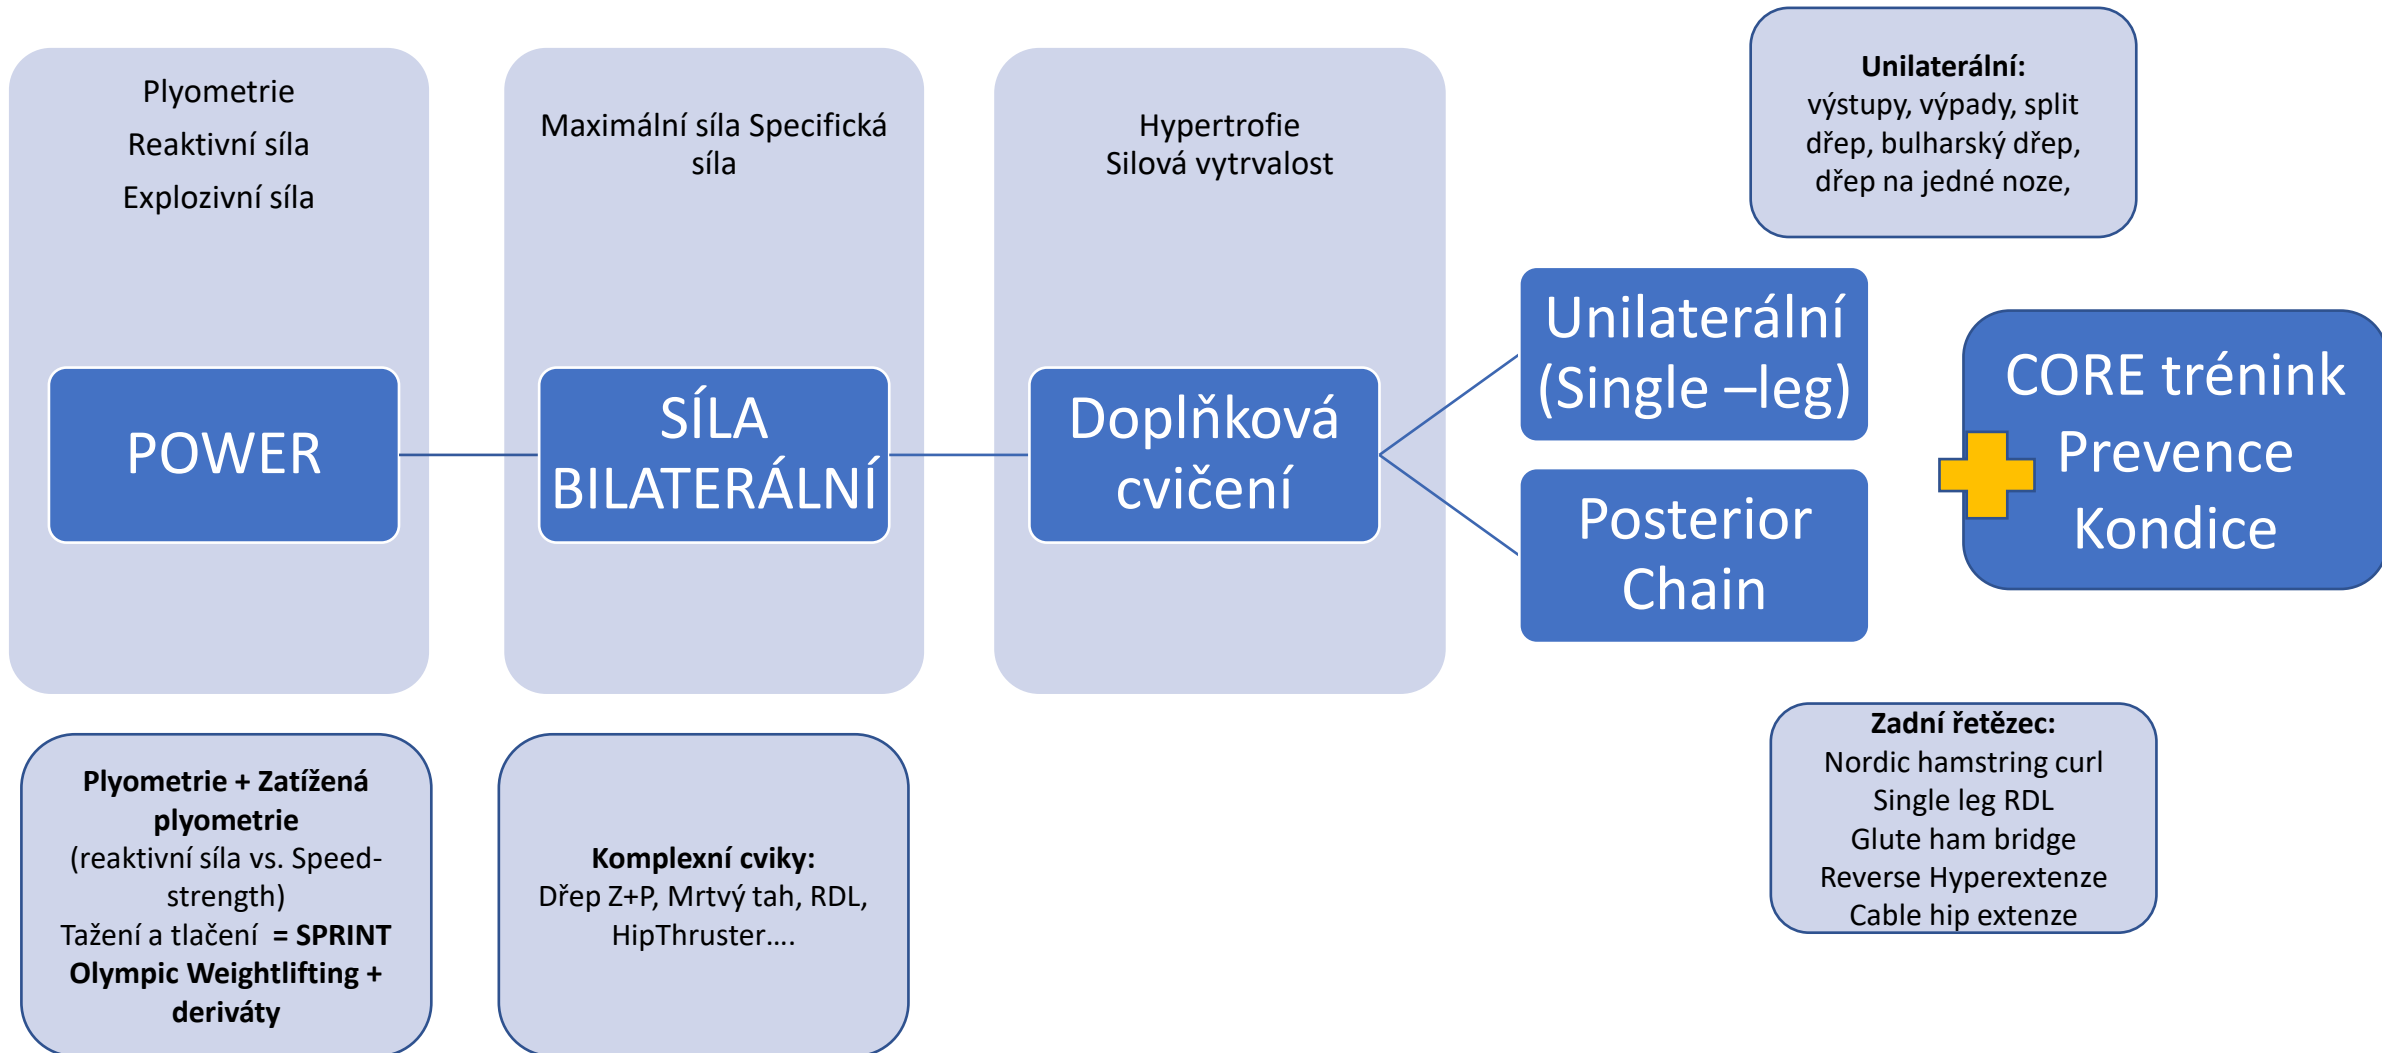 Plyometrie
Reaktivní síla
Explozivní síla
POWER
Plyometrie + Zatížená
plyometrie
(reaktivní síla vs. Speed-
strength)
Tažení a tlačení = SPRINT
Olympic Weightlifting +
deriváty
Maximální síla Specifická
síla
SÍLA
BILATERÁLNÍ
Komplexní cviky:
Dřep Z+P, Mrtvý tah, RDL,
HipThruster….
Hypertrofie
Silová vytrvalost
Doplňková
cvičení
Unilaterální:
výstupy, výpady, split
dřep, bulharský dřep,
dřep na jedné noze,
Unilaterální
(Single –leg)
Posterior
Chain
Zadní řetězec:
Nordic hamstring curl
Single leg RDL
Glute ham bridge
Reverse Hyperextenze
Cable hip extenze
CORE trénink
Prevence
Kondice